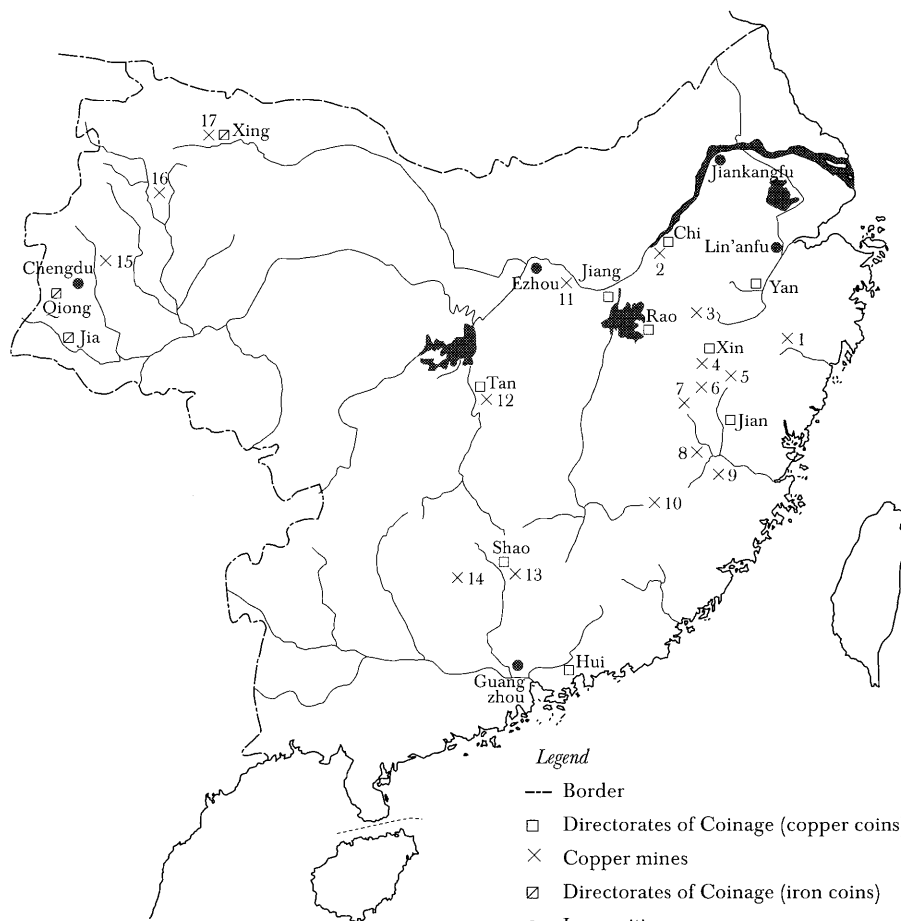 17
Xing
16
Jiankangfu
Chi
Lin'anfu
2
15
Chengdu
Jiang
Ezhou
11
Yan
Qiong
3
Rao
1
Jia
Xin
4
5
Tan
12
7
6
Jian
8
9
10
Shao
14
13
Hui
Guang
zhou
Legend
Border
Directorates of Coinage (copper coins
Copper mines
Directorates of Coinage (iron coins)